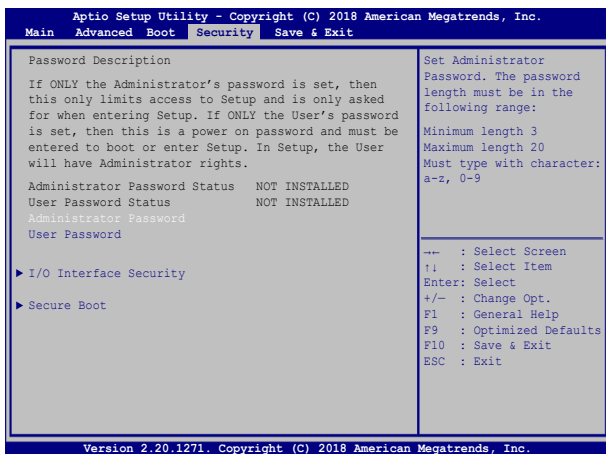 Aptio Setup Utility - Copyright (C) 2018 American Megatrends, Inc.
Main Advanced Boot Security Save & Exit
Password Description
If ONLY the Administrator's password is set, then
this only limits access to Setup and is only asked
for when entering Setup. If ONLY the User's password
is set, then this is a power on password and must be
entered to boot or enter Setup. In Setup, the User
will have Administrator rights.
Administrator Password Status NOT INSTALLED
User Password Status NOT INSTALLED
Administrator Password
User Password
► I/O Interface Security
► Secure Boot
Set Administrator
Password. The password
length must be in the
following range:
Minimum length 3
Maximum length 20
Must type with character:
a-z, 0-9
→← : Select Screen
↑↓ : Select Item
Enter: Select
+/— : Change Opt.
F1 : General Help
F9 : Optimized Defaults
F10 : Save & Exit
ESC : Exit
Version 2.20.1271. Copyright (C) 2018 American Megatrends, Inc.